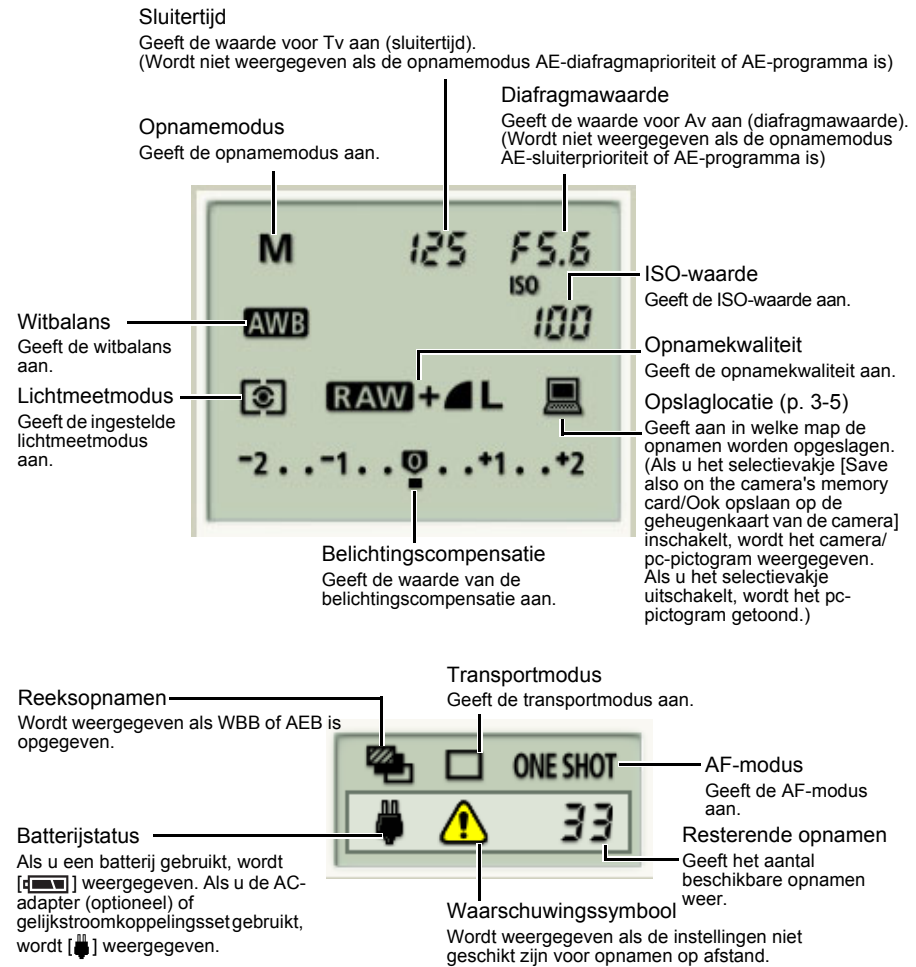 Sluitertijd
Geeft de waarde voor Tv aan (sluitertijd).
(Wordt niet weergegeven als de opnamemodus AE-diafragmaprioriteit of AE-programma is)
Diafragmawaarde
Geeft de waarde voor Av aan (diafragmawaarde).
(Wordt niet weergegeven als de opnamemodus
AE-sluiterprioriteit of AE-programma is)
Opnamemodus
Geeft de opnamemodus aan.
M 125 F5.6
ISO
AWB 100
RAW + L
-2..-1..0..+1..+2
ISO-waarde
Geeft de ISO-waarde aan.
Witbalans
Geeft de witbalans
aan.
Opnamekwaliteit
Geeft de opnamekwaliteit aan.
Lichtmeetmodus
Geeft de ingestelde
lichtmeetmodus
aan.
Opslaglocatie (p. 3-5)
Geeft aan in welke map de
opnamen worden opgeslagen.
(Als u het selectievakje [Save
also on the camera's memory
card/Ook opslaan op de
geheugenkaart van de camera]
inschakelt, wordt het camera/
pc-pictogram weergegeven.
Als u het selectievakje
uitschakelt, wordt het pc-
pictogram getoond.)
Belichtingscompensatie
Geeft de waarde van de
belichtingscompensatie aan.
Transportmodus
Geeft de transportmodus aan.
Reeksopnamen
Wordt weergegeven als WBB of AEB is
opgegeven.
ONE SHOT
33
AF-modus
Geeft de AF-modus
aan.
Batterijstatus
Als u een batterij gebruikt, wordt
[ ] weergegeven. Als u de AC-
adapter (optioneel) of
gelijkstroomkoppelingsset gebruikt,
wordt [ ] weergegeven.
Resterende opnamen
Geeft het aantal
beschikbare opnamen
weer.
Waarschuwingssymbool
Wordt weergegeven als de instellingen niet
geschikt zijn voor opnamen op afstand.